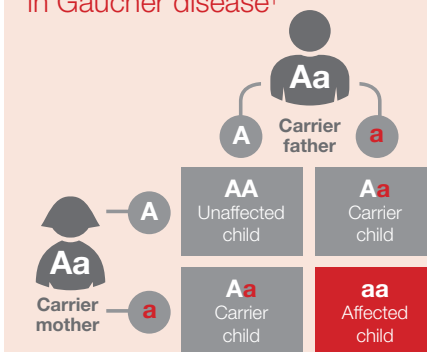 in Gaucher disease¹
Aa
A
Carrier
father
a
A
AA
Unaffected
child
Aa
Carrier
child
Aa
Carrier
mother
a
Aa
Carrier
child
aa
Affected
child